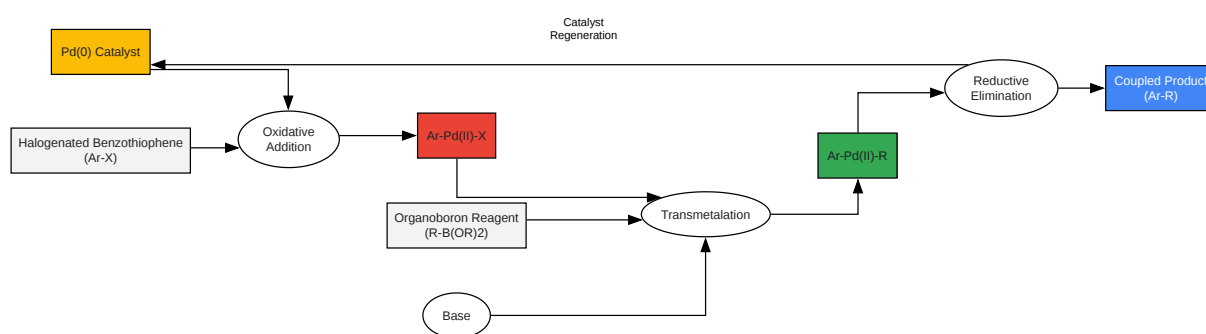 Catalyst
Regeneration
Pd(0) Catalyst
Reductive
Elimination
Coupled Product
(Ar-R)
Oxidative
Addition
Ar-Pd(II)-X
Halogenated Benzothiophene
(Ar-X)
Ar-Pd(II)-R
Organoboron Reagent
(R-B(OR)2)
Transmetalation
Base